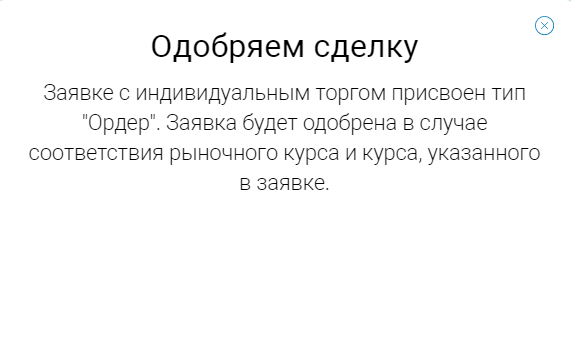 Одобряем сделку
Заявке с индивидуальным торгом присвоен тип
"Ордер". Заявка будет одобрена в случае
соответствия рыночного курса и курса, указанного
в заявке.